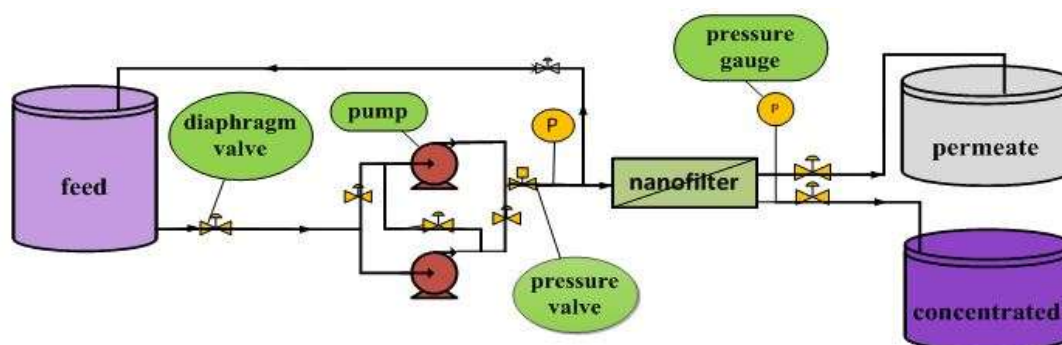 pressure
gauge
pump
diaphragm
valve
P
P
permeate
feed
nanofilter
pressure
valve
concentrated